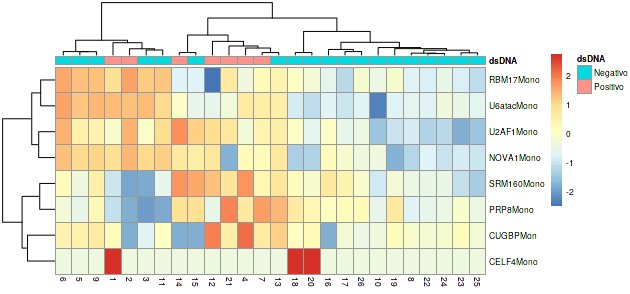 dsDNA
RBM17Mono
U6atacMono
U2AF1Mono
NOVA1Mono
SRM160Mono
PRP8Mono
CUGBPMon
CELF4Mono
6 5 9 1 2 3 11 14 15 12 21 4 7 13 18 20 16 17 26 10 19 8 22 24 23 25
2
1
0
-1
-2
dsDNA
Negativo
Positivo